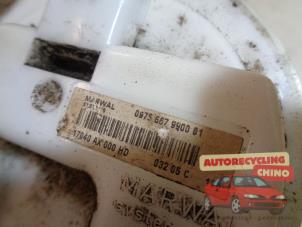 MARWAL
0975 667 9900 01
17040 AX000 HD
032 05 C
MARWAL
AUTORECYCLING
CHINO